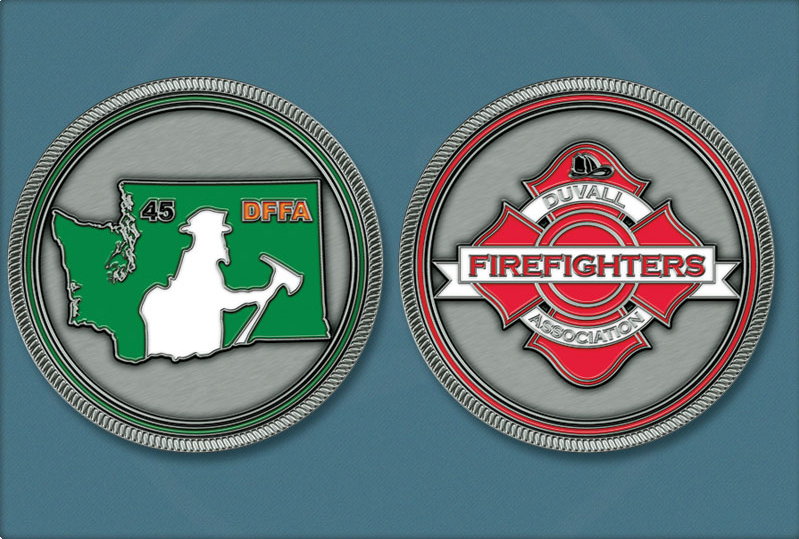 45 DFFA
DUVALL
FIREFIGHTERS
ASSOCIATION